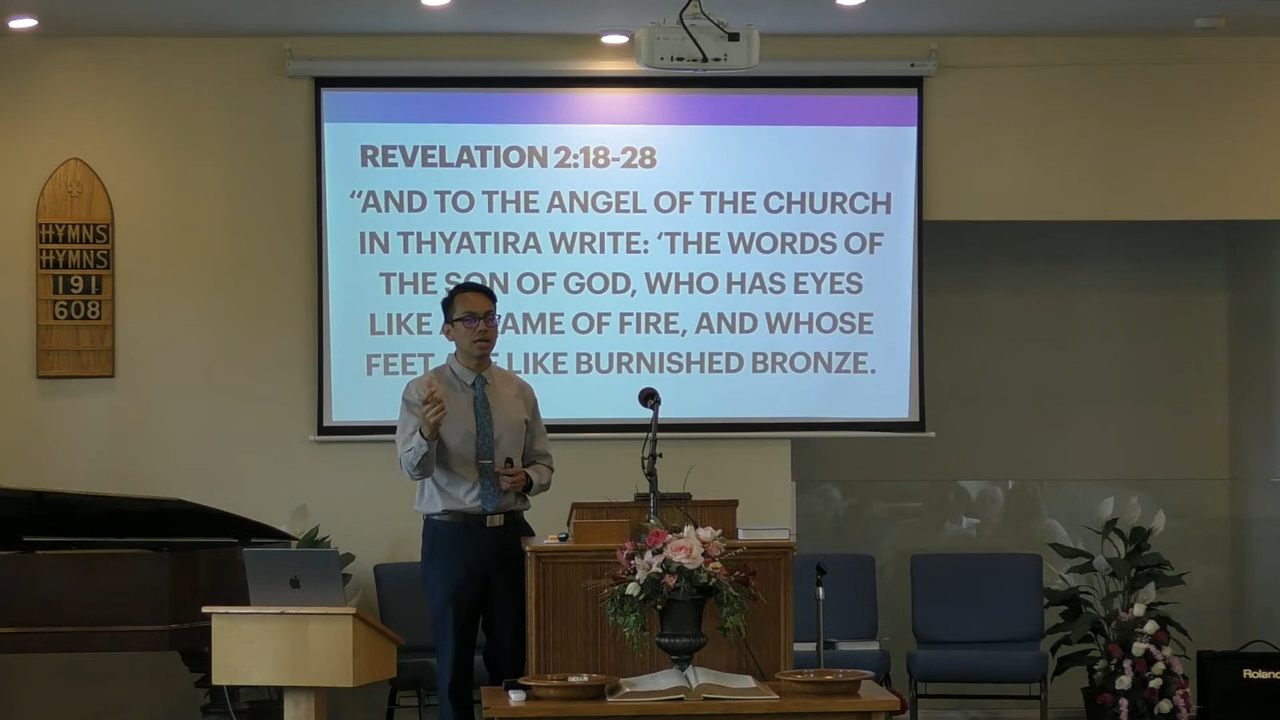 REVELATION 2:18-28
“AND TO THE ANGEL OF THE CHURCH
IN THYATIRA WRITE: ‘THE WORDS OF
THE SON OF GOD, WHO HAS EYES
LIKE A FLAME OF FIRE, AND WHOSE
FEET ARE LIKE BURNISHED BRONZE.
HYMNS
HYMNS
191
608
Roland